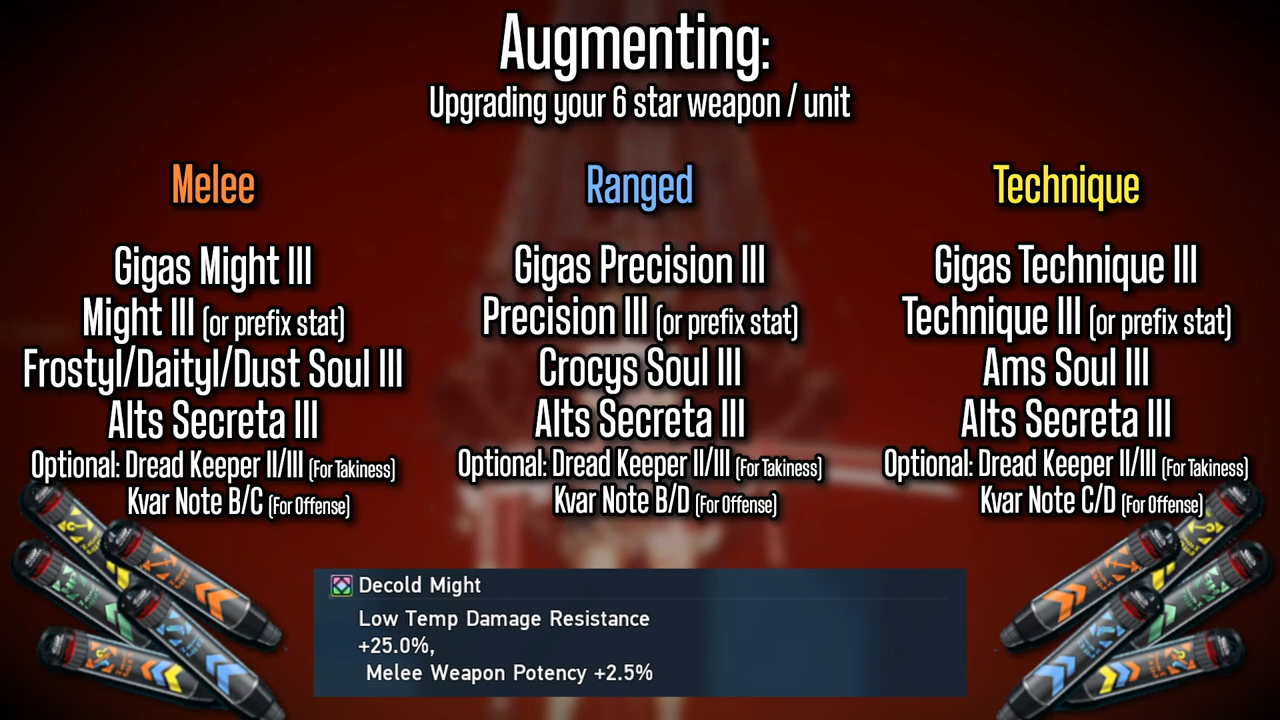 Augmenting:
Upgrading your 6 star weapon / unit
Melee
Gigas Might III
Might III (or prefix stat)
Frostyl/Daityl/Dust Soul III
Alts Secreta III
Optional: Dread Keeper II/III (For Takiness)
Kvar Note B/C (For Offense)
Ranged
Gigas Precision III
Precision III (or prefix stat)
Crocys Soul III
Alts Secreta III
Optional: Dread Keeper II/III (For Takiness)
Kvar Note B/D (For Offense)
Technique
Gigas Technique III
Technique III (or prefix stat)
Ams Soul III
Alts Secreta III
Optional: Dread Keeper II/III (For Takiness)
Kvar Note C/D (For Offense)
Decold Might
Low Temp Damage Resistance
+25.0%,
Melee Weapon Potency +2.5%